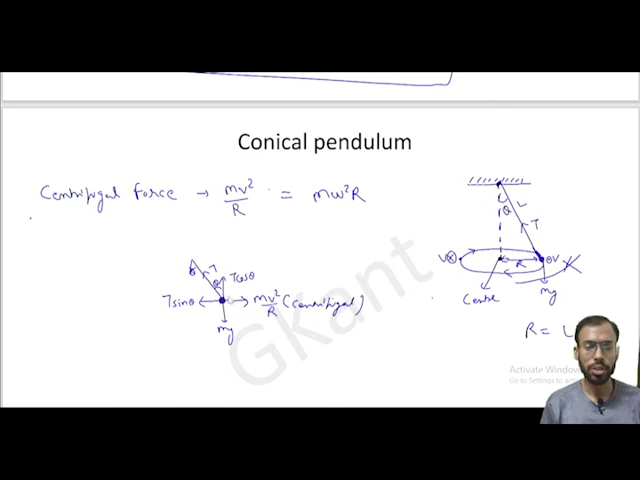 Conical pendulum
Centrifugal Force → mv²/R = mω²R
θ L
T
R
V⊗ ⊙V
Centre mg
T
θ Tcosθ
Tsinθ mv²/R (centrifugal)
mg
R = L
GKant
Activate Windows
Go to Settings to acti